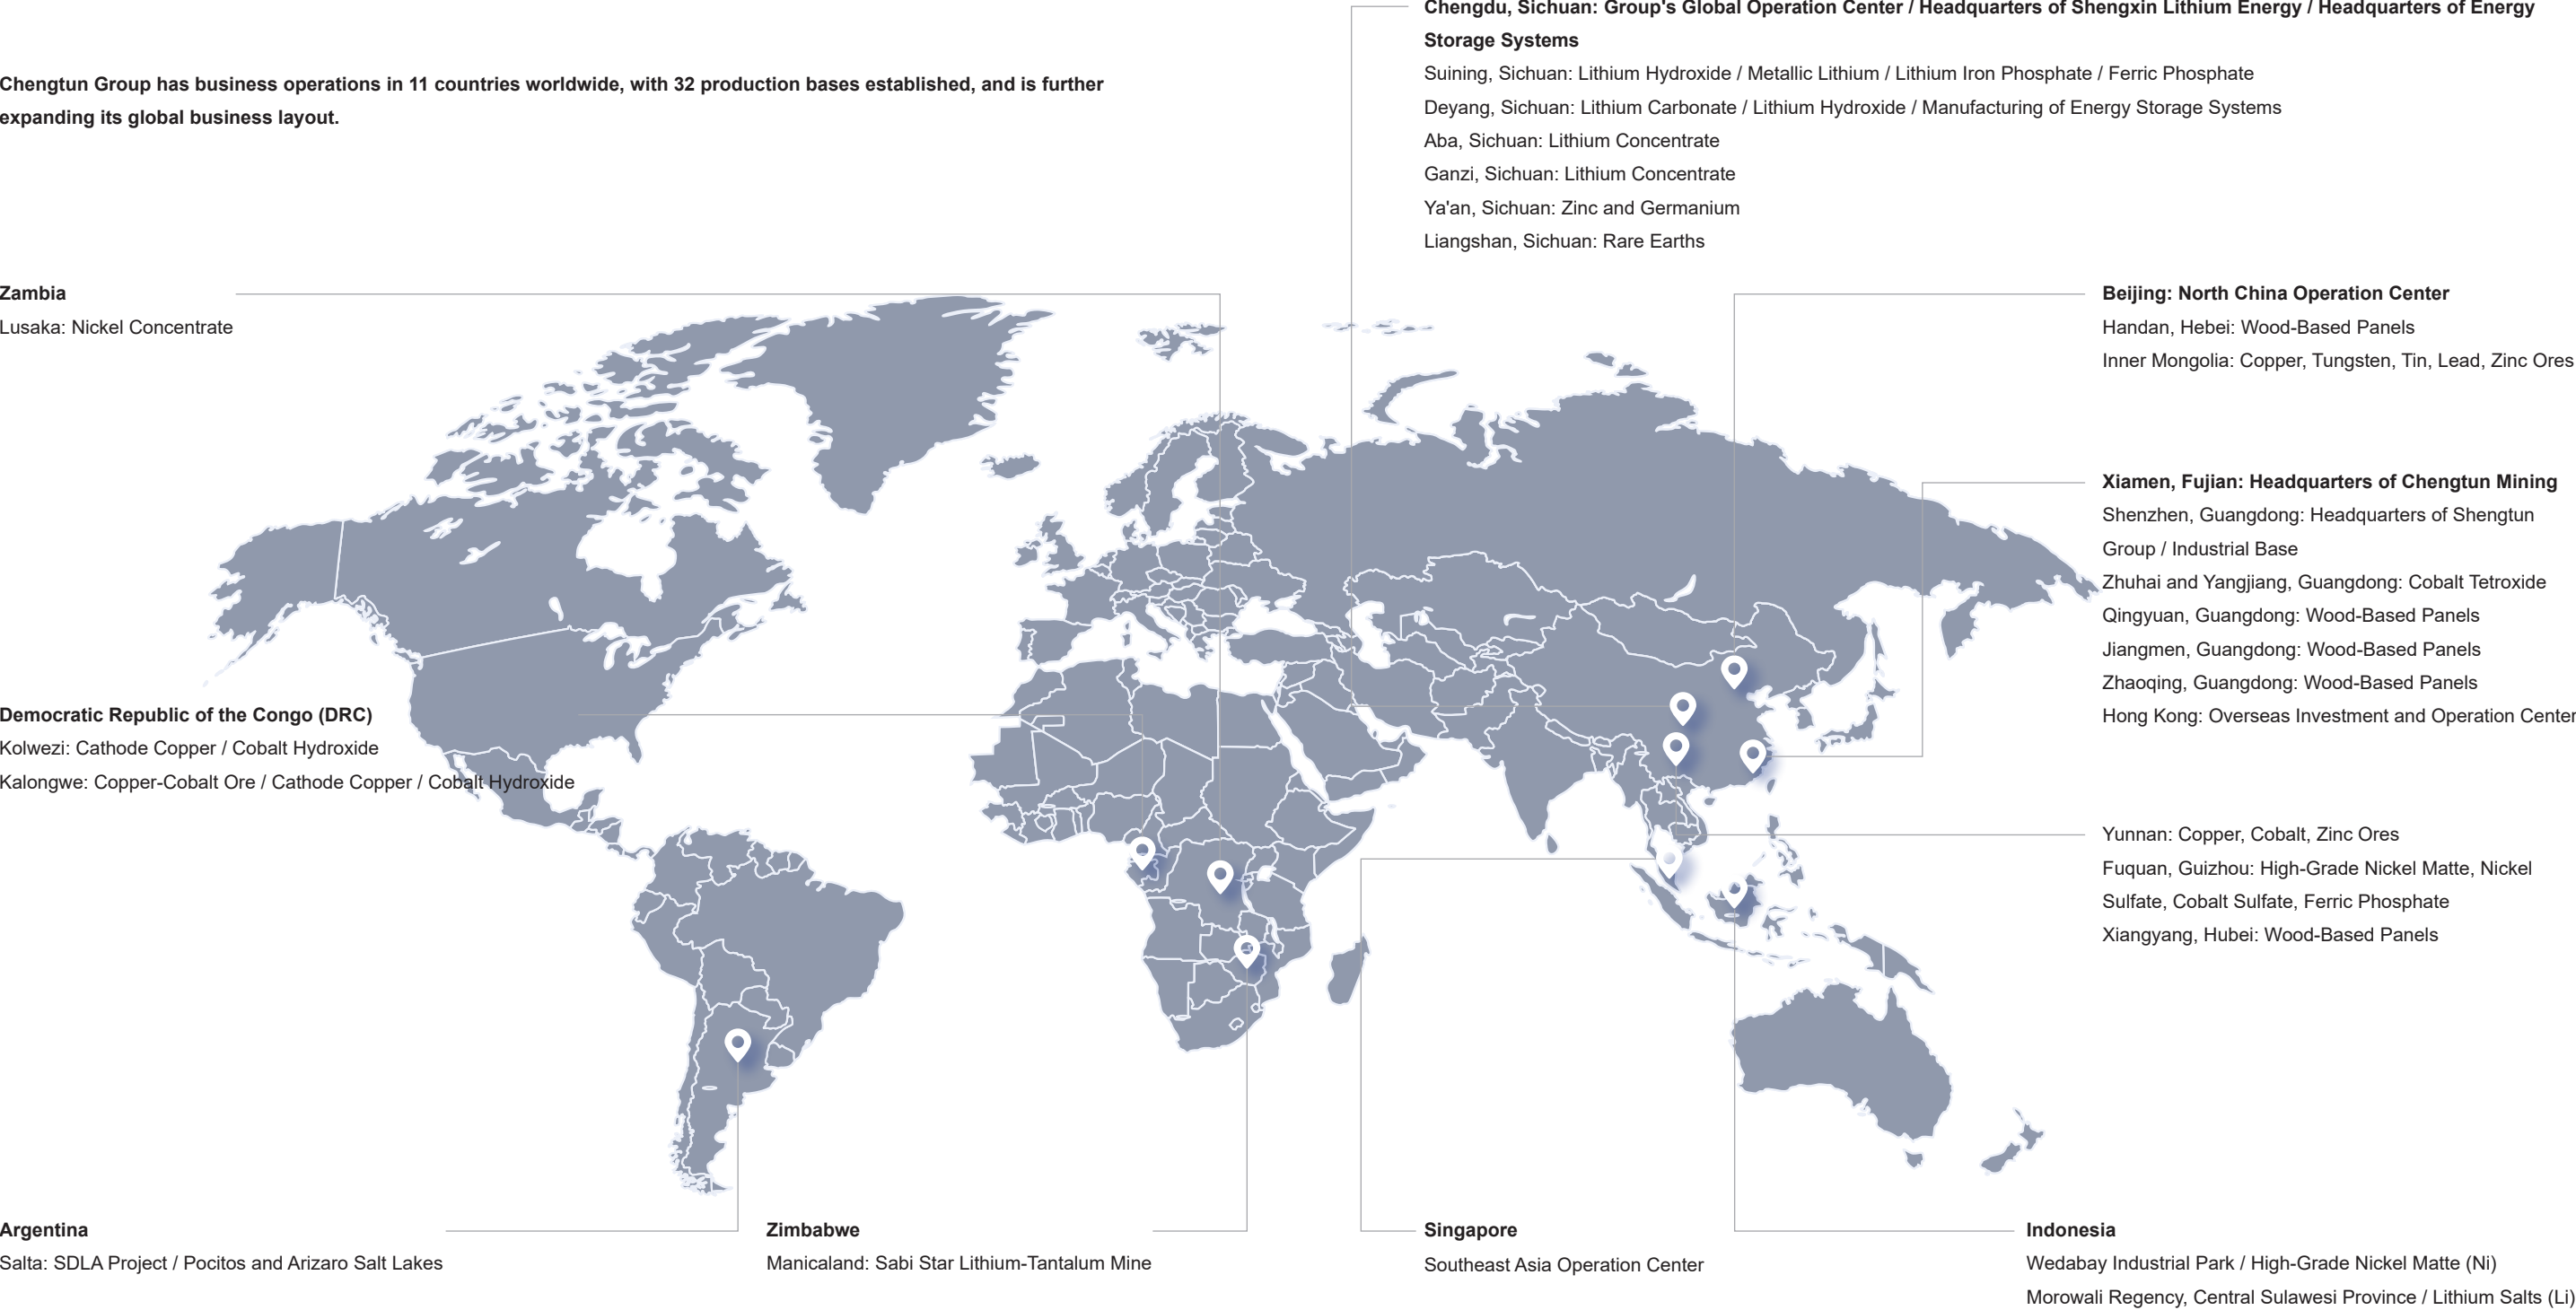 Chengtun Group has business operations in 11 countries worldwide, with 32 production bases established, and is further
expanding its global business layout.
Chengdu, Sichuan: Group's Global Operation Center / Headquarters of Shengxin Lithium Energy / Headquarters of Energy
Storage Systems
Suining, Sichuan: Lithium Hydroxide / Metallic Lithium / Lithium Iron Phosphate / Ferric Phosphate
Deyang, Sichuan: Lithium Carbonate / Lithium Hydroxide / Manufacturing of Energy Storage Systems
Aba, Sichuan: Lithium Concentrate
Ganzi, Sichuan: Lithium Concentrate
Ya'an, Sichuan: Zinc and Germanium
Liangshan, Sichuan: Rare Earths
Zambia
Lusaka: Nickel Concentrate
Beijing: North China Operation Center
Handan, Hebei: Wood-Based Panels
Inner Mongolia: Copper, Tungsten, Tin, Lead, Zinc Ores
Xiamen, Fujian: Headquarters of Chengtun Mining
Shenzhen, Guangdong: Headquarters of Shengtun
Group / Industrial Base
Zhuhai and Yangjiang, Guangdong: Cobalt Tetroxide
Qingyuan, Guangdong: Wood-Based Panels
Jiangmen, Guangdong: Wood-Based Panels
Zhaoqing, Guangdong: Wood-Based Panels
Hong Kong: Overseas Investment and Operation Center
Democratic Republic of the Congo (DRC)
Kolwezi: Cathode Copper / Cobalt Hydroxide
Kalongwe: Copper-Cobalt Ore / Cathode Copper / Cobalt Hydroxide
Yunnan: Copper, Cobalt, Zinc Ores
Fuquan, Guizhou: High-Grade Nickel Matte, Nickel
Sulfate, Cobalt Sulfate, Ferric Phosphate
Xiangyang, Hubei: Wood-Based Panels
Argentina
Salta: SDLA Project / Pocitos and Arizaro Salt Lakes
Zimbabwe
Manicaland: Sabi Star Lithium-Tantalum Mine
Singapore
Southeast Asia Operation Center
Indonesia
Wedabay Industrial Park / High-Grade Nickel Matte (Ni)
Morowali Regency, Central Sulawesi Province / Lithium Salts (Li)